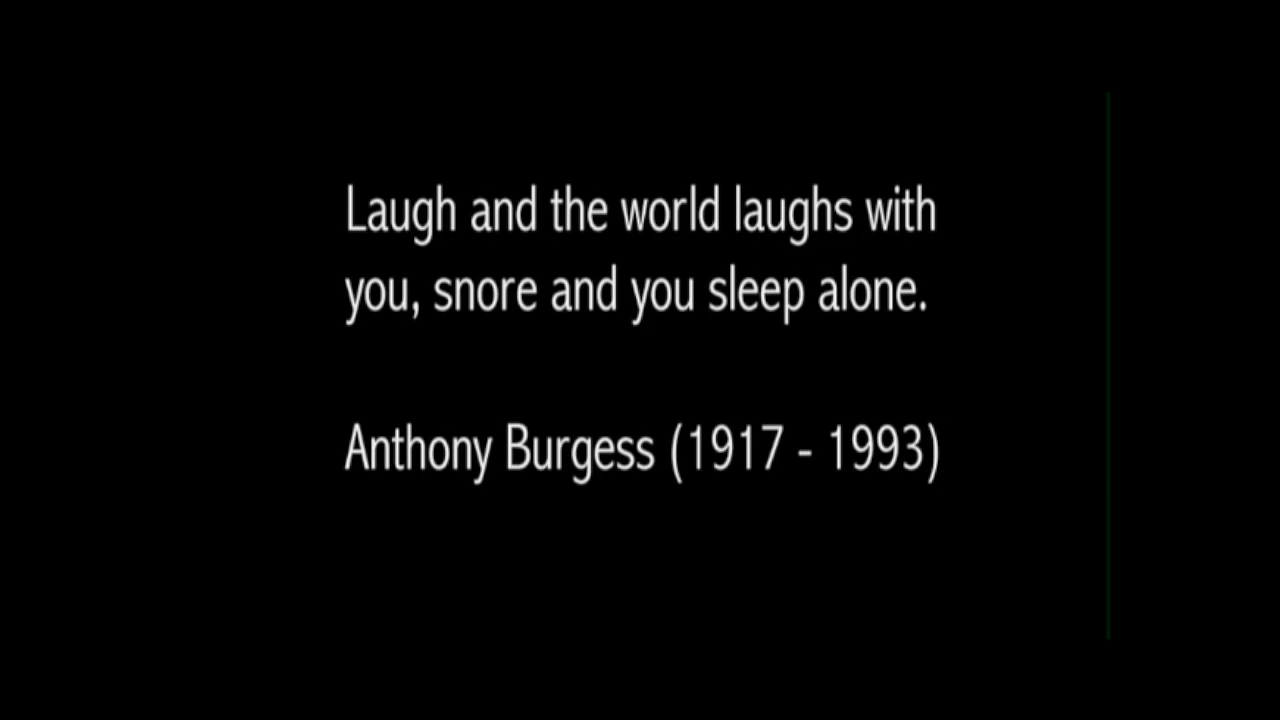 Laugh and the world laughs with
you, snore and you sleep alone.
Anthony Burgess (1917 - 1993)